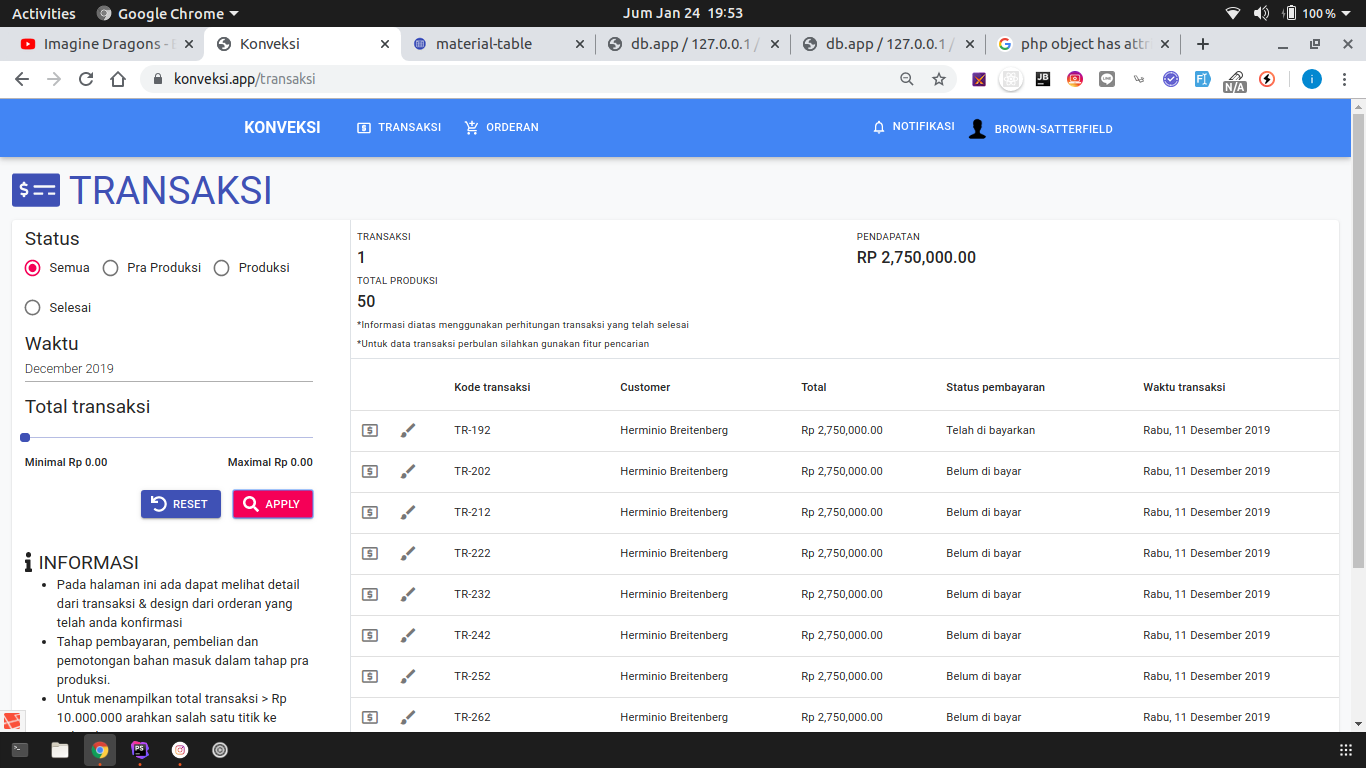 Activities Google Chrome Jum Jan 24 19:53 100 %
Imagine Dragons - Konveksi material-table db.app / 127.0.0.1 / db.app / 127.0.0.1 / php object has attr
konveksi.app/transaksi
N/A
KONVEKSI TRANSAKSI ORDERAN NOTIFIKASI BROWN-SATTERFIELD
TRANSAKSI
Status
Semua Pra Produksi Produksi
Selesai
Waktu
December 2019
Total transaksi
Minimal Rp 0.00 Maximal Rp 0.00
RESET APPLY
INFORMASI
• Pada halaman ini ada dapat melihat detail
dari transaksi & design dari orderan yang
telah anda konfirmasi
• Tahap pembayaran, pembelian dan
pemotongan bahan masuk dalam tahap pra
produksi.
• Untuk menampilkan total transaksi > Rp
10.000.000 arahkan salah satu titik ke
TRANSAKSI PENDAPATAN
1 RP 2,750,000.00
TOTAL PRODUKSI
50
*Informasi diatas menggunakan perhitungan transaksi yang telah selesai
*Untuk data transaksi perbulan silahkan gunakan fitur pencarian
Kode transaksi Customer Total Status pembayaran Waktu transaksi
TR-192 Herminio Breitenberg Rp 2,750,000.00 Telah di bayarkan Rabu, 11 Desember 2019
TR-202 Herminio Breitenberg Rp 2,750,000.00 Belum di bayar Rabu, 11 Desember 2019
TR-212 Herminio Breitenberg Rp 2,750,000.00 Belum di bayar Rabu, 11 Desember 2019
TR-222 Herminio Breitenberg Rp 2,750,000.00 Belum di bayar Rabu, 11 Desember 2019
TR-232 Herminio Breitenberg Rp 2,750,000.00 Belum di bayar Rabu, 11 Desember 2019
TR-242 Herminio Breitenberg Rp 2,750,000.00 Belum di bayar Rabu, 11 Desember 2019
TR-252 Herminio Breitenberg Rp 2,750,000.00 Belum di bayar Rabu, 11 Desember 2019
TR-262 Herminio Breitenberg Rp 2,750,000.00 Belum di bayar Rabu, 11 Desember 2019